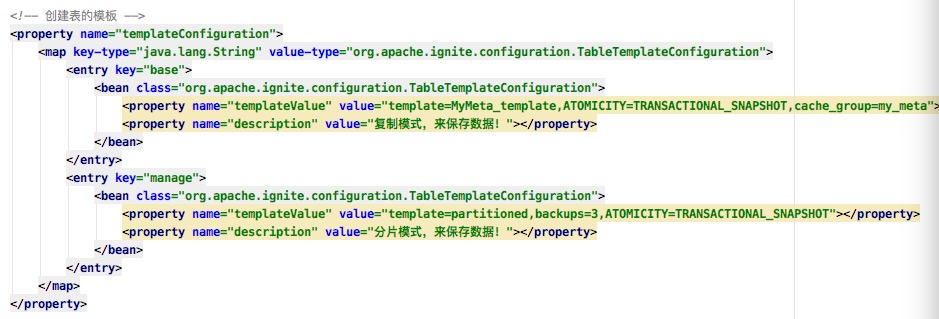 <!-- 创建表的模板 -->
<property name="templateConfiguration">
<map key-type="java.lang.String" value-type="org.apache.ignite.configuration.TableTemplateConfiguration">
<entry key="base">
<bean class="org.apache.ignite.configuration.TableTemplateConfiguration">
<property name="templateValue" value="template=MyMeta_template,ATOMICITY=TRANSACTIONAL_SNAPSHOT,cache_group=my_meta">
<property name="description" value="复制模式，来保存数据！"></property>
</bean>
</entry>
<entry key="manage">
<bean class="org.apache.ignite.configuration.TableTemplateConfiguration">
<property name="templateValue" value="template=partitioned,backups=3,ATOMICITY=TRANSACTIONAL_SNAPSHOT"></property>
<property name="description" value="分片模式，来保存数据！"></property>
</bean>
</entry>
</map>
</property>